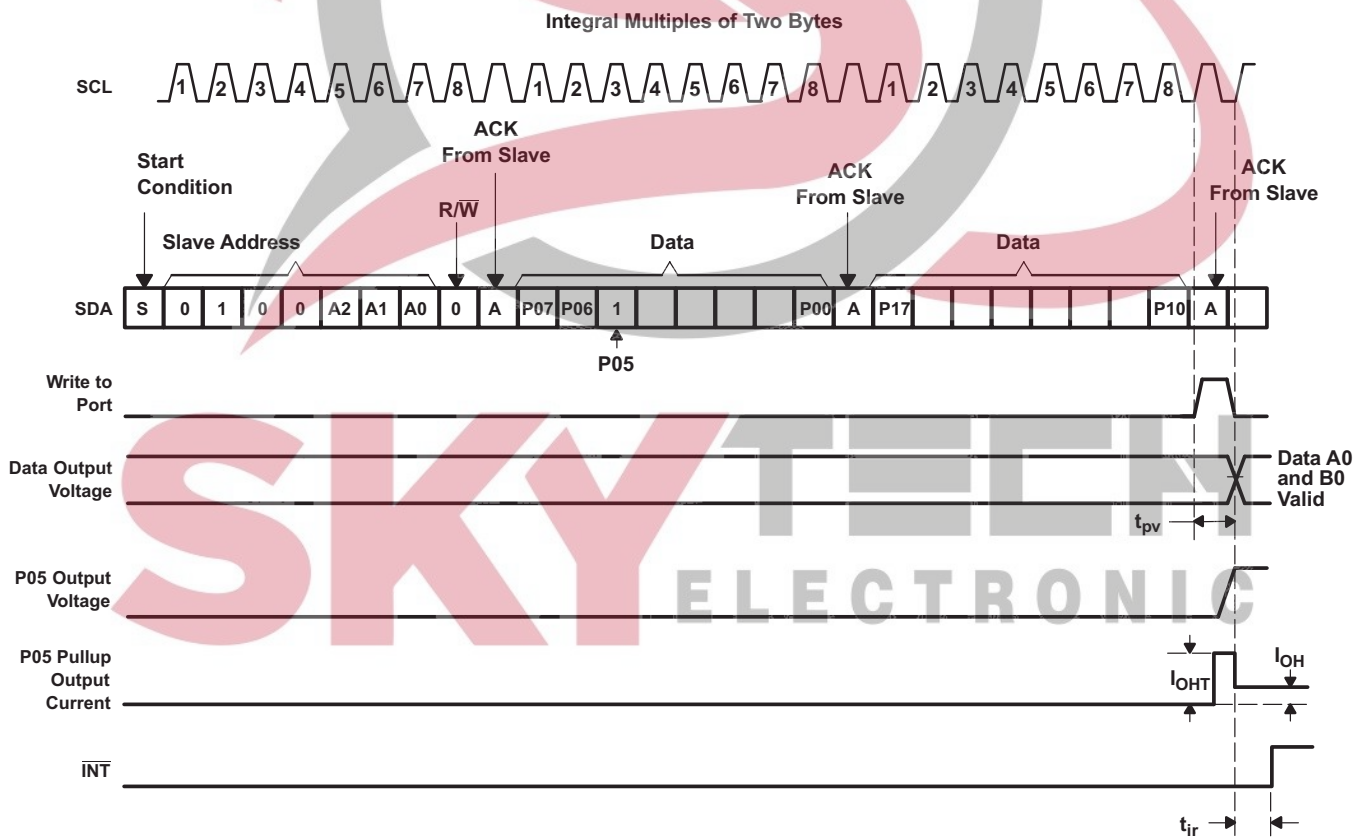 Integral Multiples of Two Bytes
SCL 1 2 3 4 5 6 7 8 1 2 3 4 5 6 7 8 1 2 3 4 5 6 7 8
Start
Condition
ACK
From Slave
ACK
From Slave
ACK
From Slave
R/W̅
Slave Address
Data
Data
SDA S 0 1 0 0 A2 A1 A0 0 A P07 P06 1 P00 A P17 P10 A
P05
Write to
Port
Data Output
Voltage
Data A0
and B0
Valid
tpv
P05 Output
Voltage
P05 Pullup
Output
Current
IOHT
IOH
I̅N̅T̅
tir
SKYTECH
ELECTRONIC